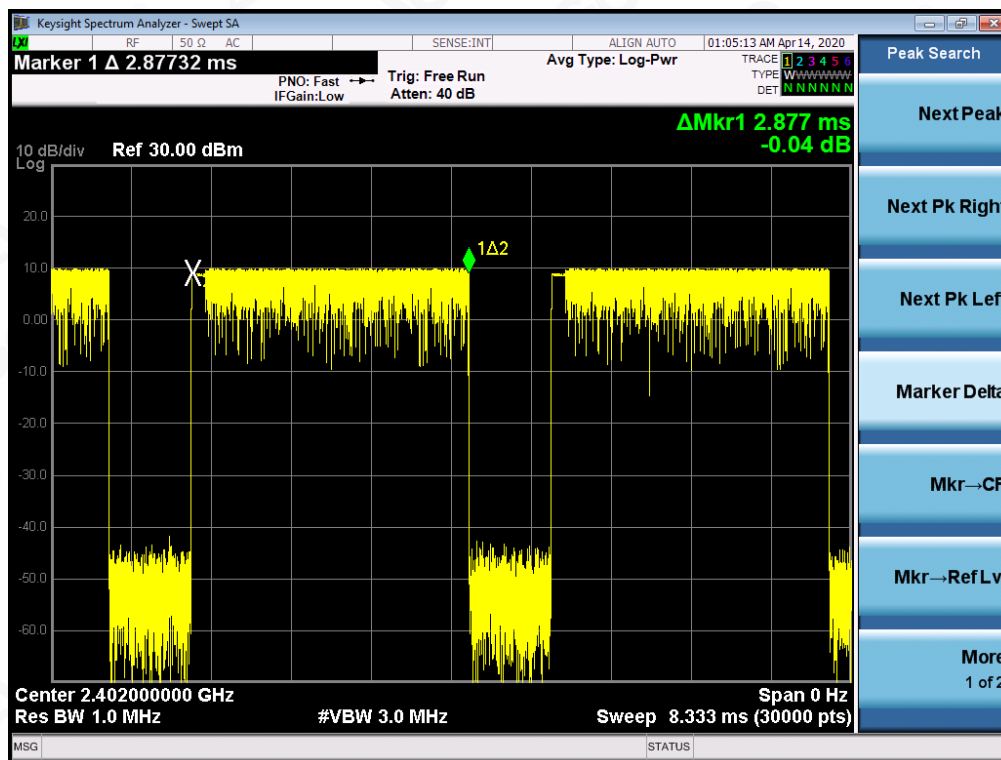 Keysight Spectrum Analyzer - Swept SA
LXI RF 50 Ω AC SENSE:INT ALIGN AUTO 01:05:13 AM Apr 14, 2020
Marker 1 Δ 2.87732 ms
PNO: Fast
IFGain:Low
Trig: Free Run
Atten: 40 dB
Avg Type: Log-Pwr
TRACE 1 2 3 4 5 6
TYPE WWWWWW
DET N N N N N N
ΔMkr1 2.877 ms
-0.04 dB
10 dB/div Ref 30.00 dBm
Log
20.0
10.0
0.00
-10.0
-20.0
-30.0
-40.0
-50.0
-60.0
1Δ2
X
Center 2.402000000 GHz Span 0 Hz
Res BW 1.0 MHz #VBW 3.0 MHz Sweep 8.333 ms (30000 pts)
MSG STATUS
Peak Search
Next Peak
Next Pk Right
Next Pk Left
Marker Delta
Mkr→CF
Mkr→Ref Lv
More
1 of 2